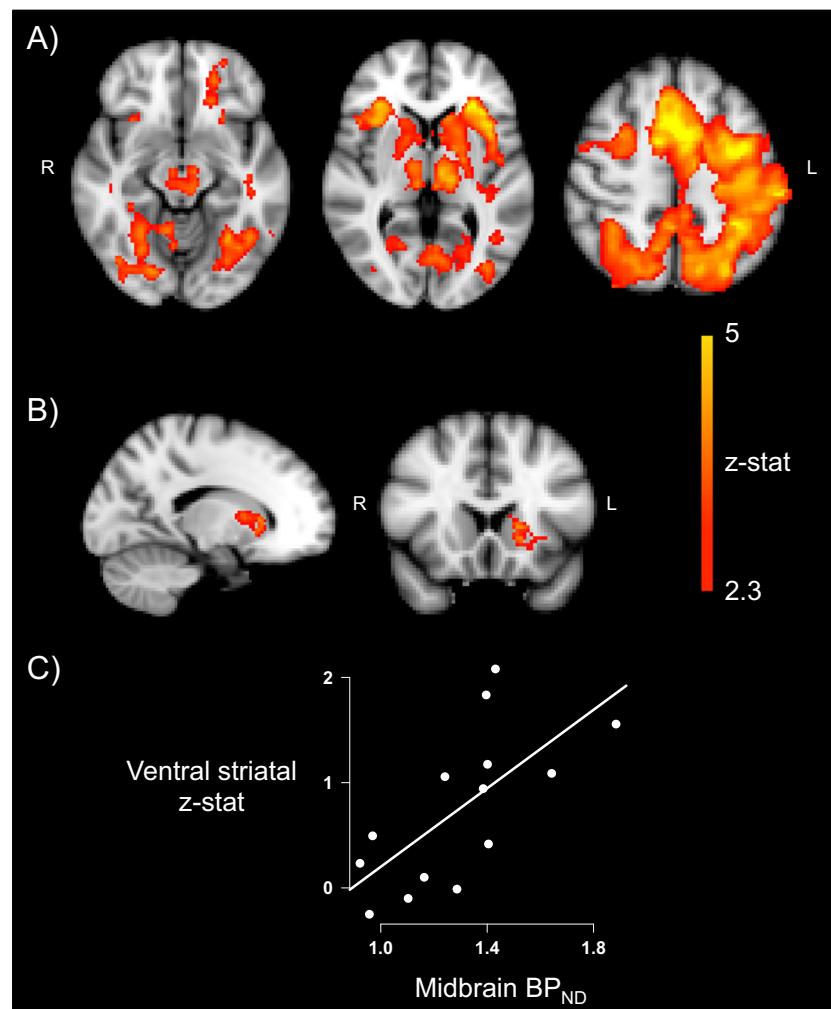 A)
R
L
5
z-stat
2.3
B)
R
L
C)
2
1
0
Ventral striatal
z-stat
1.0 1.4 1.8
Midbrain BPND